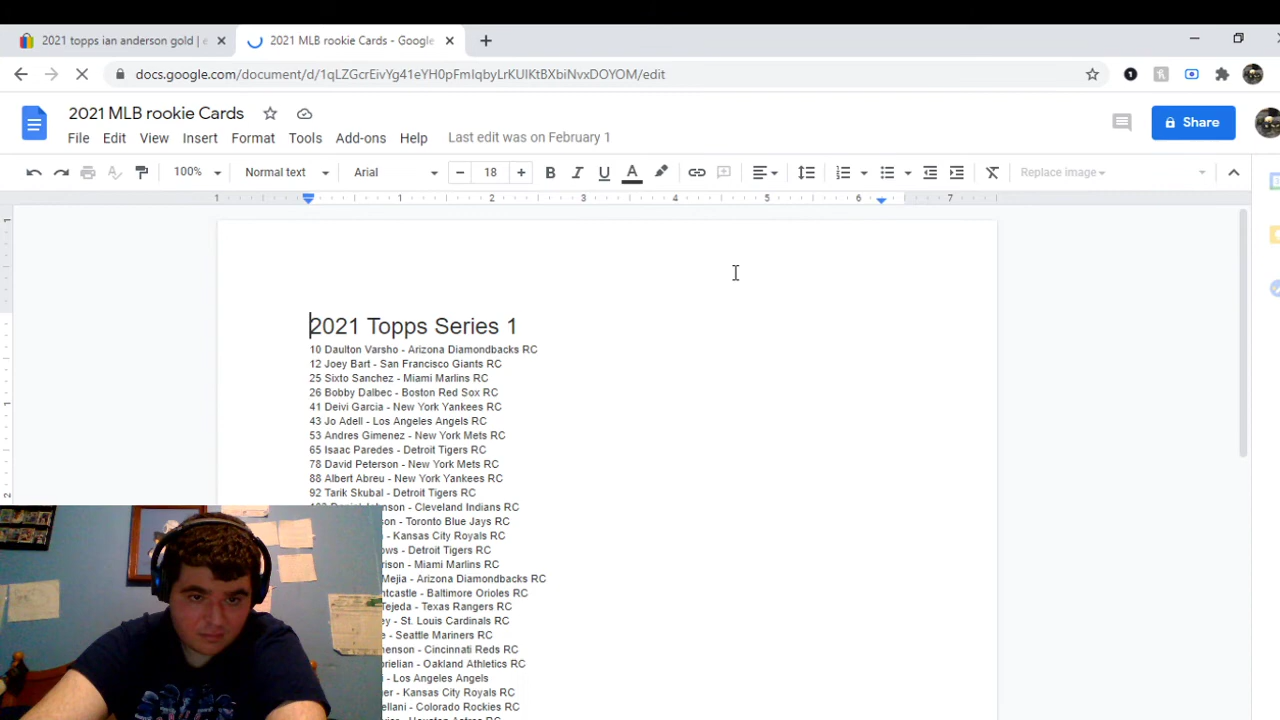 2021 topps ian anderson gold | e
2021 MLB rookie Cards - Google
docs.google.com/document/d/1qLZGcrEivYg41eYH0pFmIqbyLrKUIKtBXbiNvxDOYOM/edit
2021 MLB rookie Cards
File Edit View Insert Format Tools Add-ons Help Last edit was on February 1
Share
100% Normal text Arial 18 Replace image
1 1 2 3 4 5 6 7
2021 Topps Series 1
10 Daulton Varsho - Arizona Diamondbacks RC
12 Joey Bart - San Francisco Giants RC
25 Sixto Sanchez - Miami Marlins RC
26 Bobby Dalbec - Boston Red Sox RC
41 Deivi Garcia - New York Yankees RC
43 Jo Adell - Los Angeles Angels RC
53 Andres Gimenez - New York Mets RC
65 Isaac Paredes - Detroit Tigers RC
78 David Peterson - New York Mets RC
88 Albert Abreu - New York Yankees RC
92 Tarik Skubal - Detroit Tigers RC
- Cleveland Indians RC
son - Toronto Blue Jays RC
- Kansas City Royals RC
ows - Detroit Tigers RC
rison - Miami Marlins RC
Mejia - Arizona Diamondbacks RC
ntcastle - Baltimore Orioles RC
Tejeda - Texas Rangers RC
ey - St. Louis Cardinals RC
e - Seattle Mariners RC
henson - Cincinnati Reds RC
rielian - Oakland Athletics RC
i - Los Angeles Angels
er - Kansas City Royals RC
ellani - Colorado Rockies RC